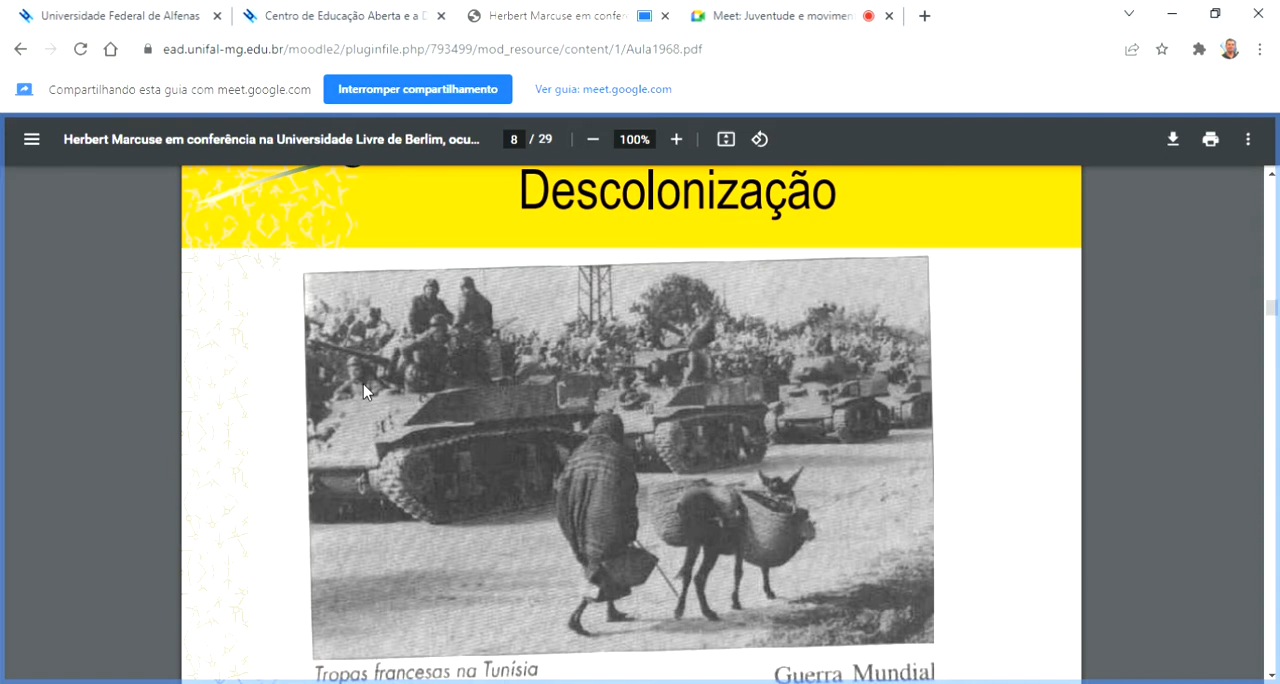 Universidade Federal de Alfenas
Centro de Educação Aberta e a D
Herbert Marcuse em confer
Meet: Juventude e movimen
ead.unifal-mg.edu.br/moodle2/pluginfile.php/793499/mod_resource/content/1/Aula1968.pdf
Compartilhando esta guia com meet.google.com
Interromper compartilhamento
Ver guia: meet.google.com
Herbert Marcuse em conferência na Universidade Livre de Berlim, ocu...
8 / 29
100%
Descolonização
Tropas francesas na Tunísia
Guerra Mundial